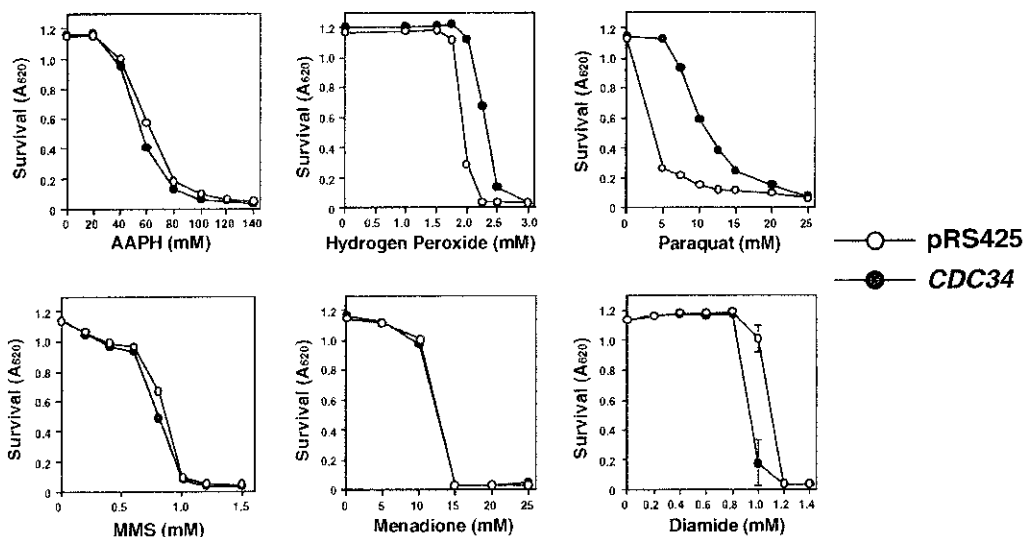 Survival (A620)
1.2
1.0
0.8
0.6
0.4
0.2
0
0 20 40 60 80 100 120 140
AAPH (mM)
Survival (A620)
1.2
1.0
0.8
0.6
0.4
0.2
0
0 0.5 1.0 1.5 2.0 2.5 3.0
Hydrogen Peroxide (mM)
Survival (A620)
1.2
1.0
0.8
0.6
0.4
0.2
0
0 5 10 15 20 25
Paraquat (mM)
pRS425
CDC34
Survival (A620)
1.2
1.0
0.8
0.6
0.4
0.2
0
0 0.5 1.0 1.5
MMS (mM)
Survival (A620)
1.2
1.0
0.8
0.6
0.4
0.2
0
0 5 10 15 20 25
Menadione (mM)
Survival (A620)
1.2
1.0
0.8
0.6
0.4
0.2
0
0 0.2 0.4 0.6 0.8 1.0 1.2 1.4
Diamide (mM)